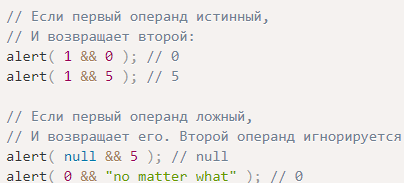 // Если первый операнд истинный,
// И возвращает второй:
alert( 1 && 0 ); // 0
alert( 1 && 5 ); // 5
// Если первый операнд ложный,
// И возвращает его. Второй операнд игнорируется
alert( null && 5 ); // null
alert( 0 && "no matter what" ); // 0